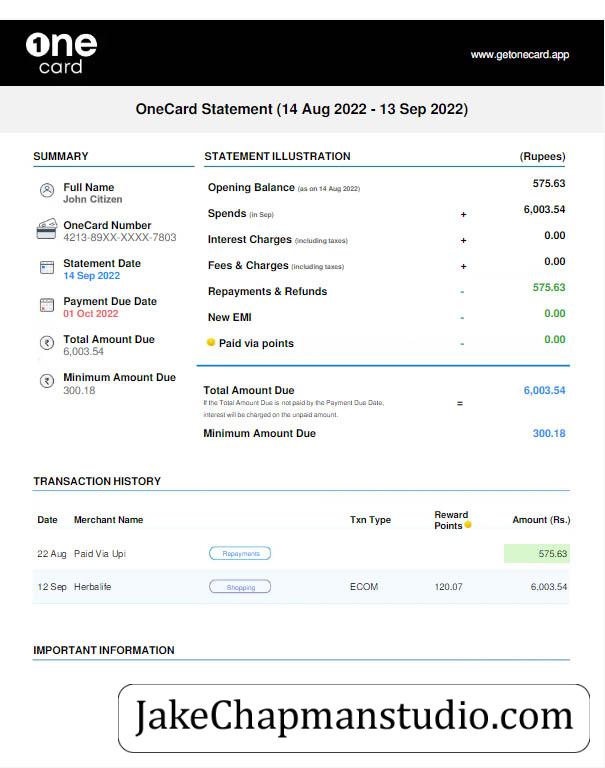 One
card
www.getonecard.app
OneCard Statement (14 Aug 2022 - 13 Sep 2022)
SUMMARY
Full Name
John Citizen
OneCard Number
4213-89XX-XXXX-7803
Statement Date
14 Sep 2022
Payment Due Date
01 Oct 2022
Total Amount Due
6,003.54
Minimum Amount Due
300.18
STATEMENT ILLUSTRATION (Rupees)
Opening Balance (as on 14 Aug 2022) 575.63
Spends (in Sep) + 6,003.54
Interest Charges (including taxes) + 0.00
Fees & Charges (including taxes) + 0.00
Repayments & Refunds - 575.63
New EMI - 0.00
Paid via points - 0.00
Total Amount Due = 6,003.54
If the Total Amount Due is not paid by the Payment Due Date,
interest will be charged on the unpaid amount.
Minimum Amount Due 300.18
TRANSACTION HISTORY
Date Merchant Name Txn Type Reward Points Amount (Rs.)
22 Aug Paid Via Upi Repayments 575.63
12 Sep Herbalife Shopping ECOM 120.07 6,003.54
IMPORTANT INFORMATION
JakeChapmanstudio.com